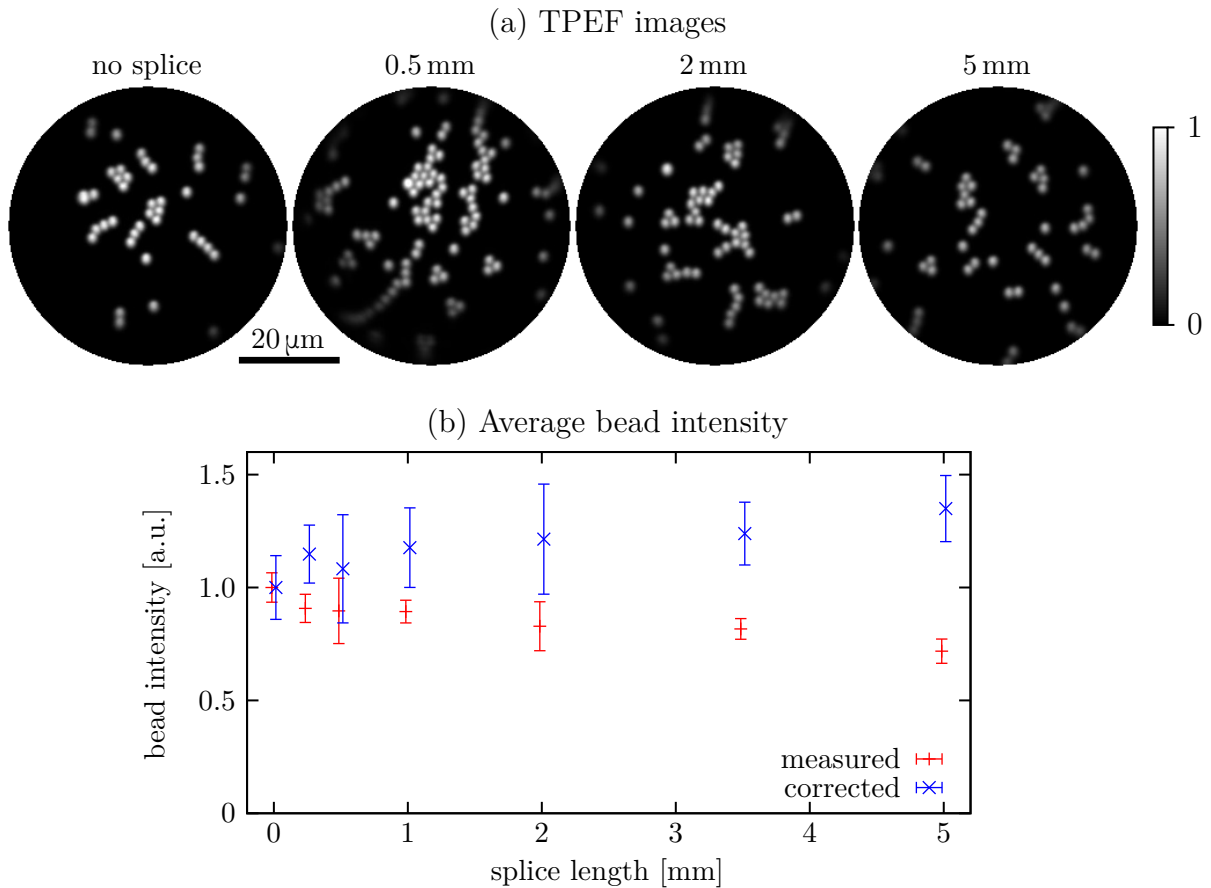 (a) TPEF images
no splice
0.5 mm
2 mm
5 mm
1
0
20 µm
(b) Average bead intensity
bead intensity [a.u.]
1.5
1.0
0.5
0
measured
corrected
0 1 2 3 4 5
splice length [mm]